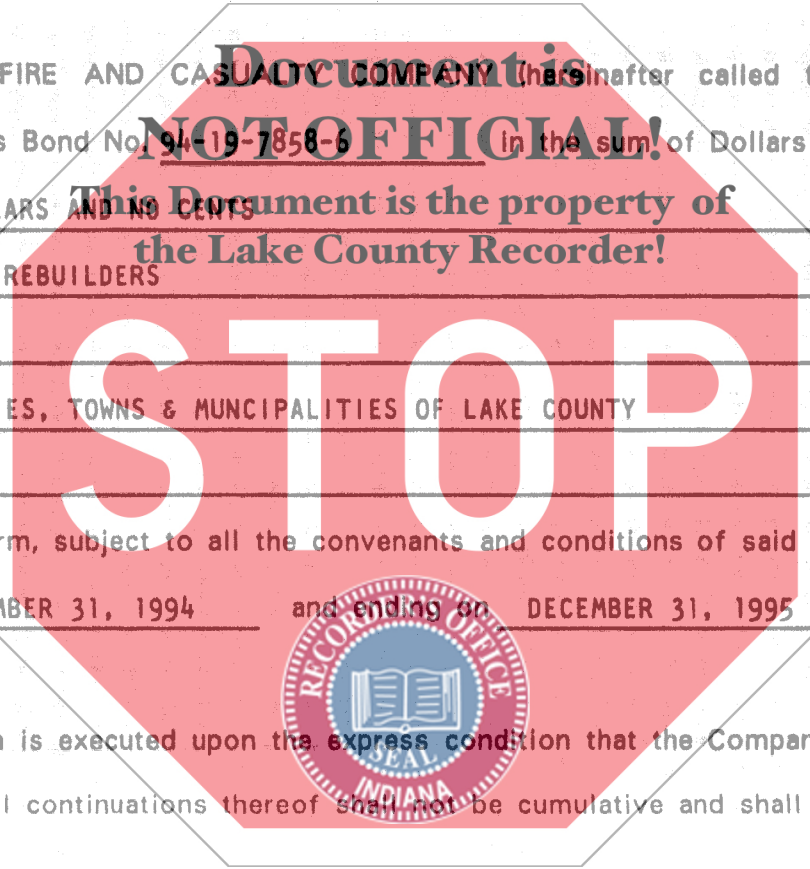 Document is
NOT OFFICIAL!
This Document is the property of
the Lake County Recorder!
STOP
FIRE AND CASUALTY COMPANY (hereinafter called
Bond No. 94-19-7858-6 in the sum of Dollars
AND NO CENTS
REBUILDERS
ES, TOWNS & MUNCIPALITIES OF LAKE COUNTY
rm, subject to all the convenants and conditions of said
MBER 31, 1994 and ending on DECEMBER 31, 1995
is executed upon the express condition that the Compan
l continuations thereof shall not be cumulative and shall
RECORDER'S OFFICE
SEAL
INDIANA